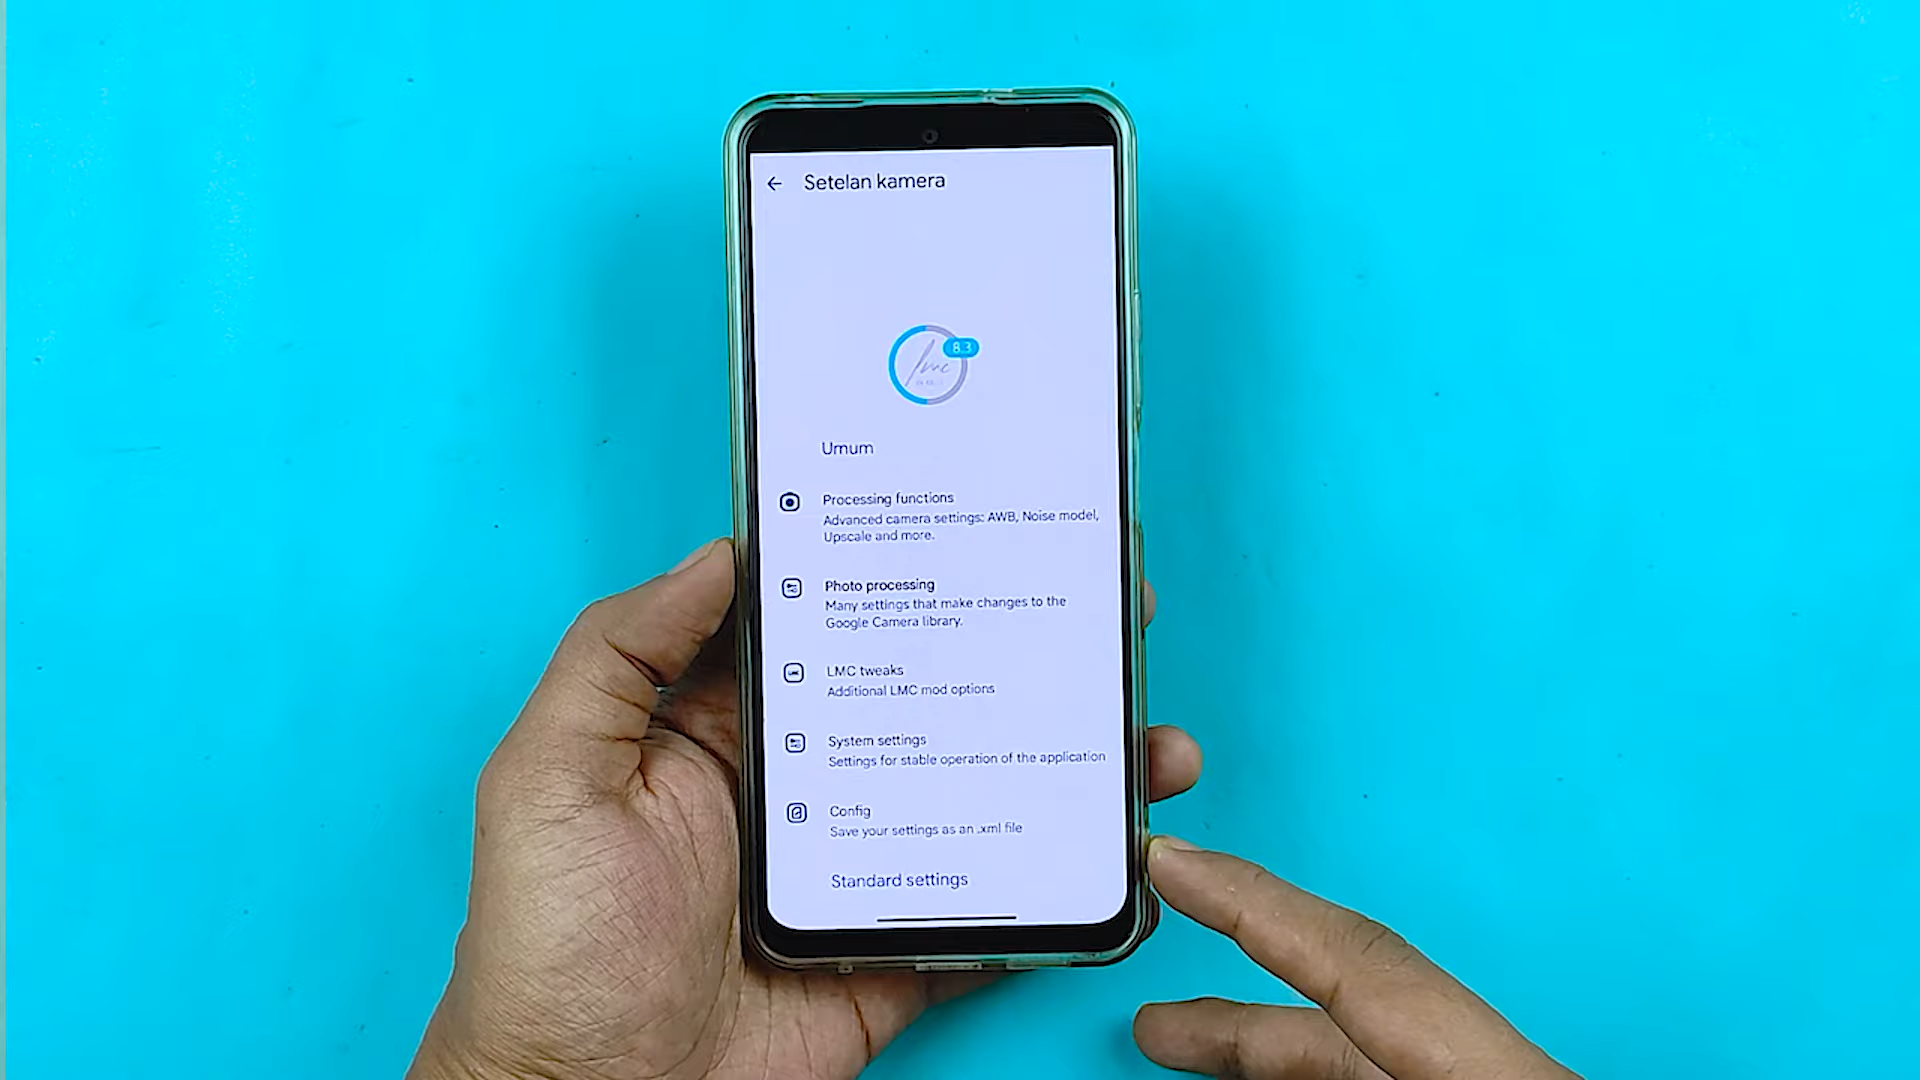 Setelan kamera
8.3
lmc
Umum
Processing functions
Advanced camera settings: AWB, Noise model,
Upscale and more.
Photo processing
Many settings that make changes to the
Google Camera library.
LMC tweaks
Additional LMC mod options
System settings
Settings for stable operation of the application
Config
Save your settings as an .xml file
Standard settings